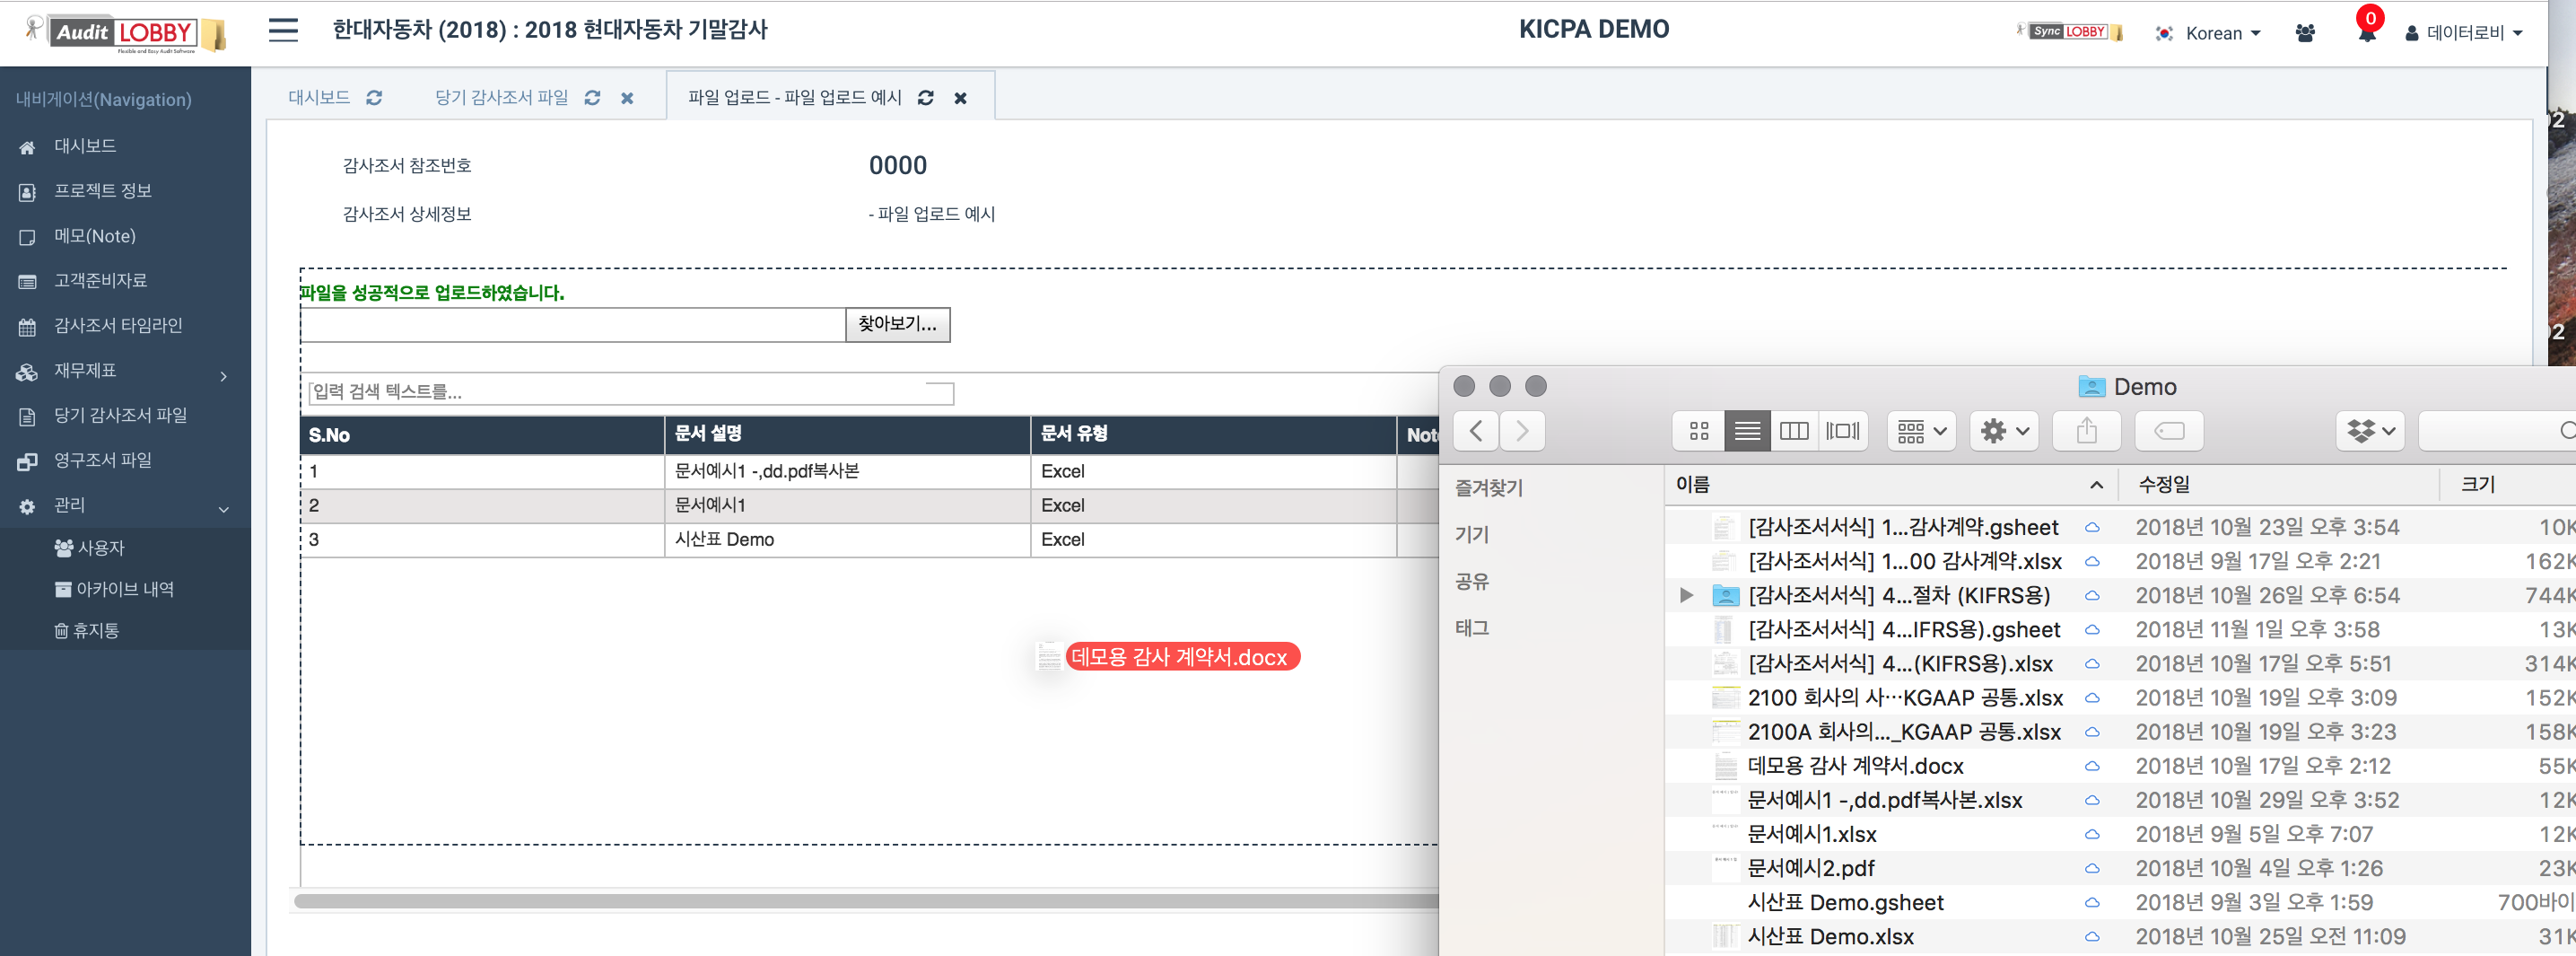 Audit LOBBY
Flexible and Easy Audit Software
한대자동차 (2018) : 2018 현대자동차 기말감사
KICPA DEMO
Sync LOBBY
Korean
0
데이터로비
내비게이션(Navigation)
대시보드
프로젝트 정보
메모(Note)
고객준비자료
감사조서 타임라인
재무제표
당기 감사조서 파일
영구조서 파일
관리
사용자
아카이브 내역
휴지통
대시보드
당기 감사조서 파일
파일 업로드 - 파일 업로드 예시
감사조서 참조번호 0000
감사조서 상세정보 - 파일 업로드 예시
파일을 성공적으로 업로드하였습니다.
찾아보기...
입력 검색 텍스트를...
S.No 문서 설명 문서 유형
1 문서예시1 -,dd.pdf복사본 Excel
2 문서예시1 Excel
3 시산표 Demo Excel
데모용 감사 계약서.docx
02
02
Demo
즐겨찾기
기기
공유
태그
이름 수정일 크기
[감사조서서식] 1...감사계약.gsheet 2018년 10월 23일 오후 3:54 10K
[감사조서서식] 1...00 감사계약.xlsx 2018년 9월 17일 오후 2:21 162K
[감사조서서식] 4...절차 (KIFRS용) 2018년 10월 26일 오후 6:54 744K
[감사조서서식] 4...IFRS용).gsheet 2018년 11월 1일 오후 3:58 13K
[감사조서서식] 4...(KIFRS용).xlsx 2018년 10월 17일 오후 5:51 314K
2100 회사의 사…KGAAP 공통.xlsx 2018년 10월 19일 오후 3:09 152K
2100A 회사의..._KGAAP 공통.xlsx 2018년 10월 19일 오후 3:23 158K
데모용 감사 계약서.docx 2018년 10월 17일 오후 2:12 55K
문서예시1 -,dd.pdf복사본.xlsx 2018년 10월 29일 오후 3:52 12K
문서예시1.xlsx 2018년 9월 5일 오후 7:07 12K
문서예시2.pdf 2018년 10월 4일 오후 1:26 23K
시산표 Demo.gsheet 2018년 9월 3일 오후 1:59 700바이
시산표 Demo.xlsx 2018년 10월 25일 오전 11:09 31K